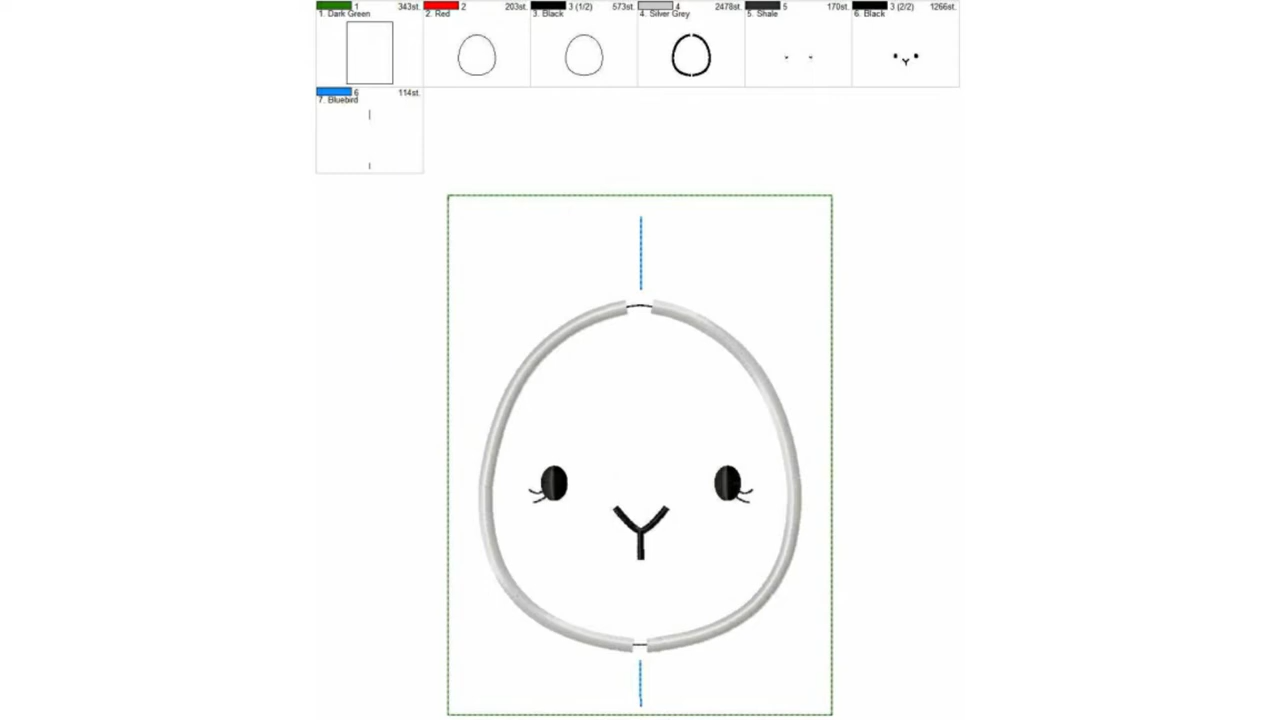 1 343st.
1. Dark Green
2 203st.
2. Red
3 (1/2) 573st.
3. Black
4 2478st.
4. Silver Grey
5 170st.
5. Shale
3 (2/2) 1266st.
6. Black
6 114st.
7. Bluebird